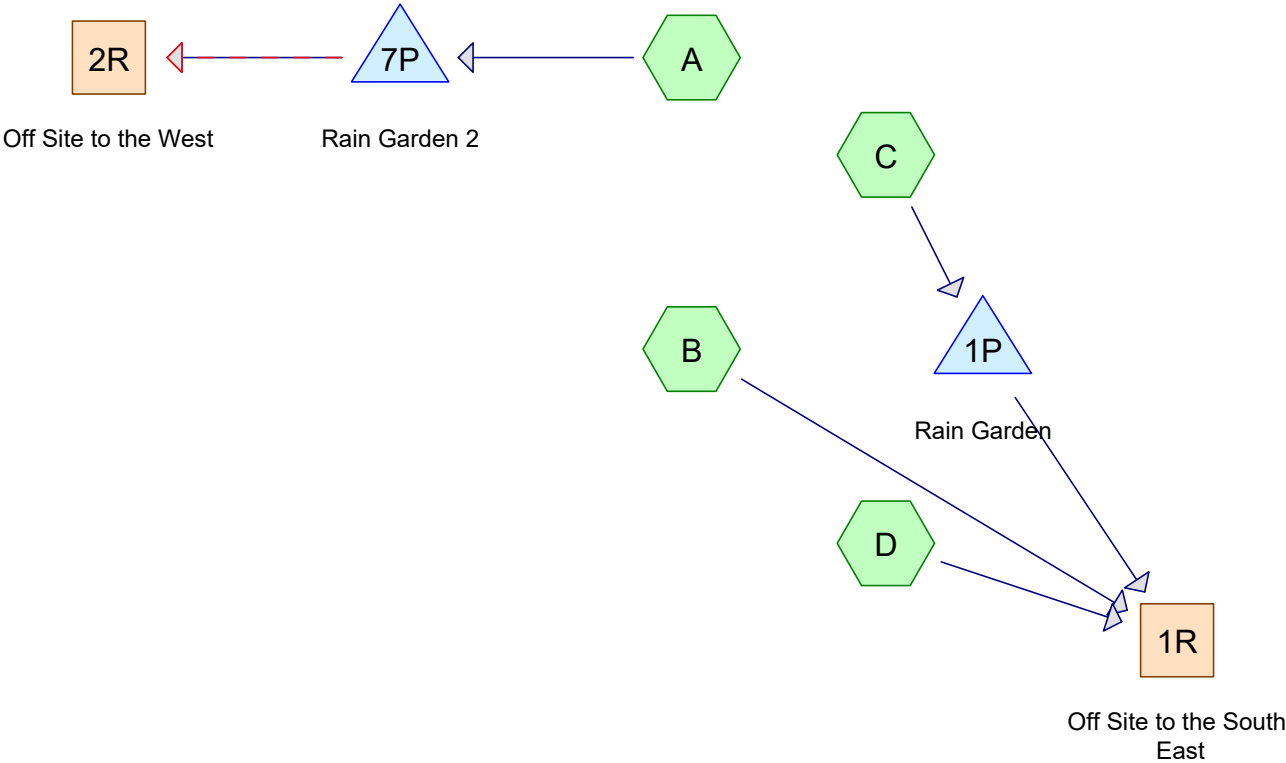 2R
7P
A
Off Site to the West
Rain Garden 2
C
B
1P
Rain Garden
D
1R
Off Site to the South
East